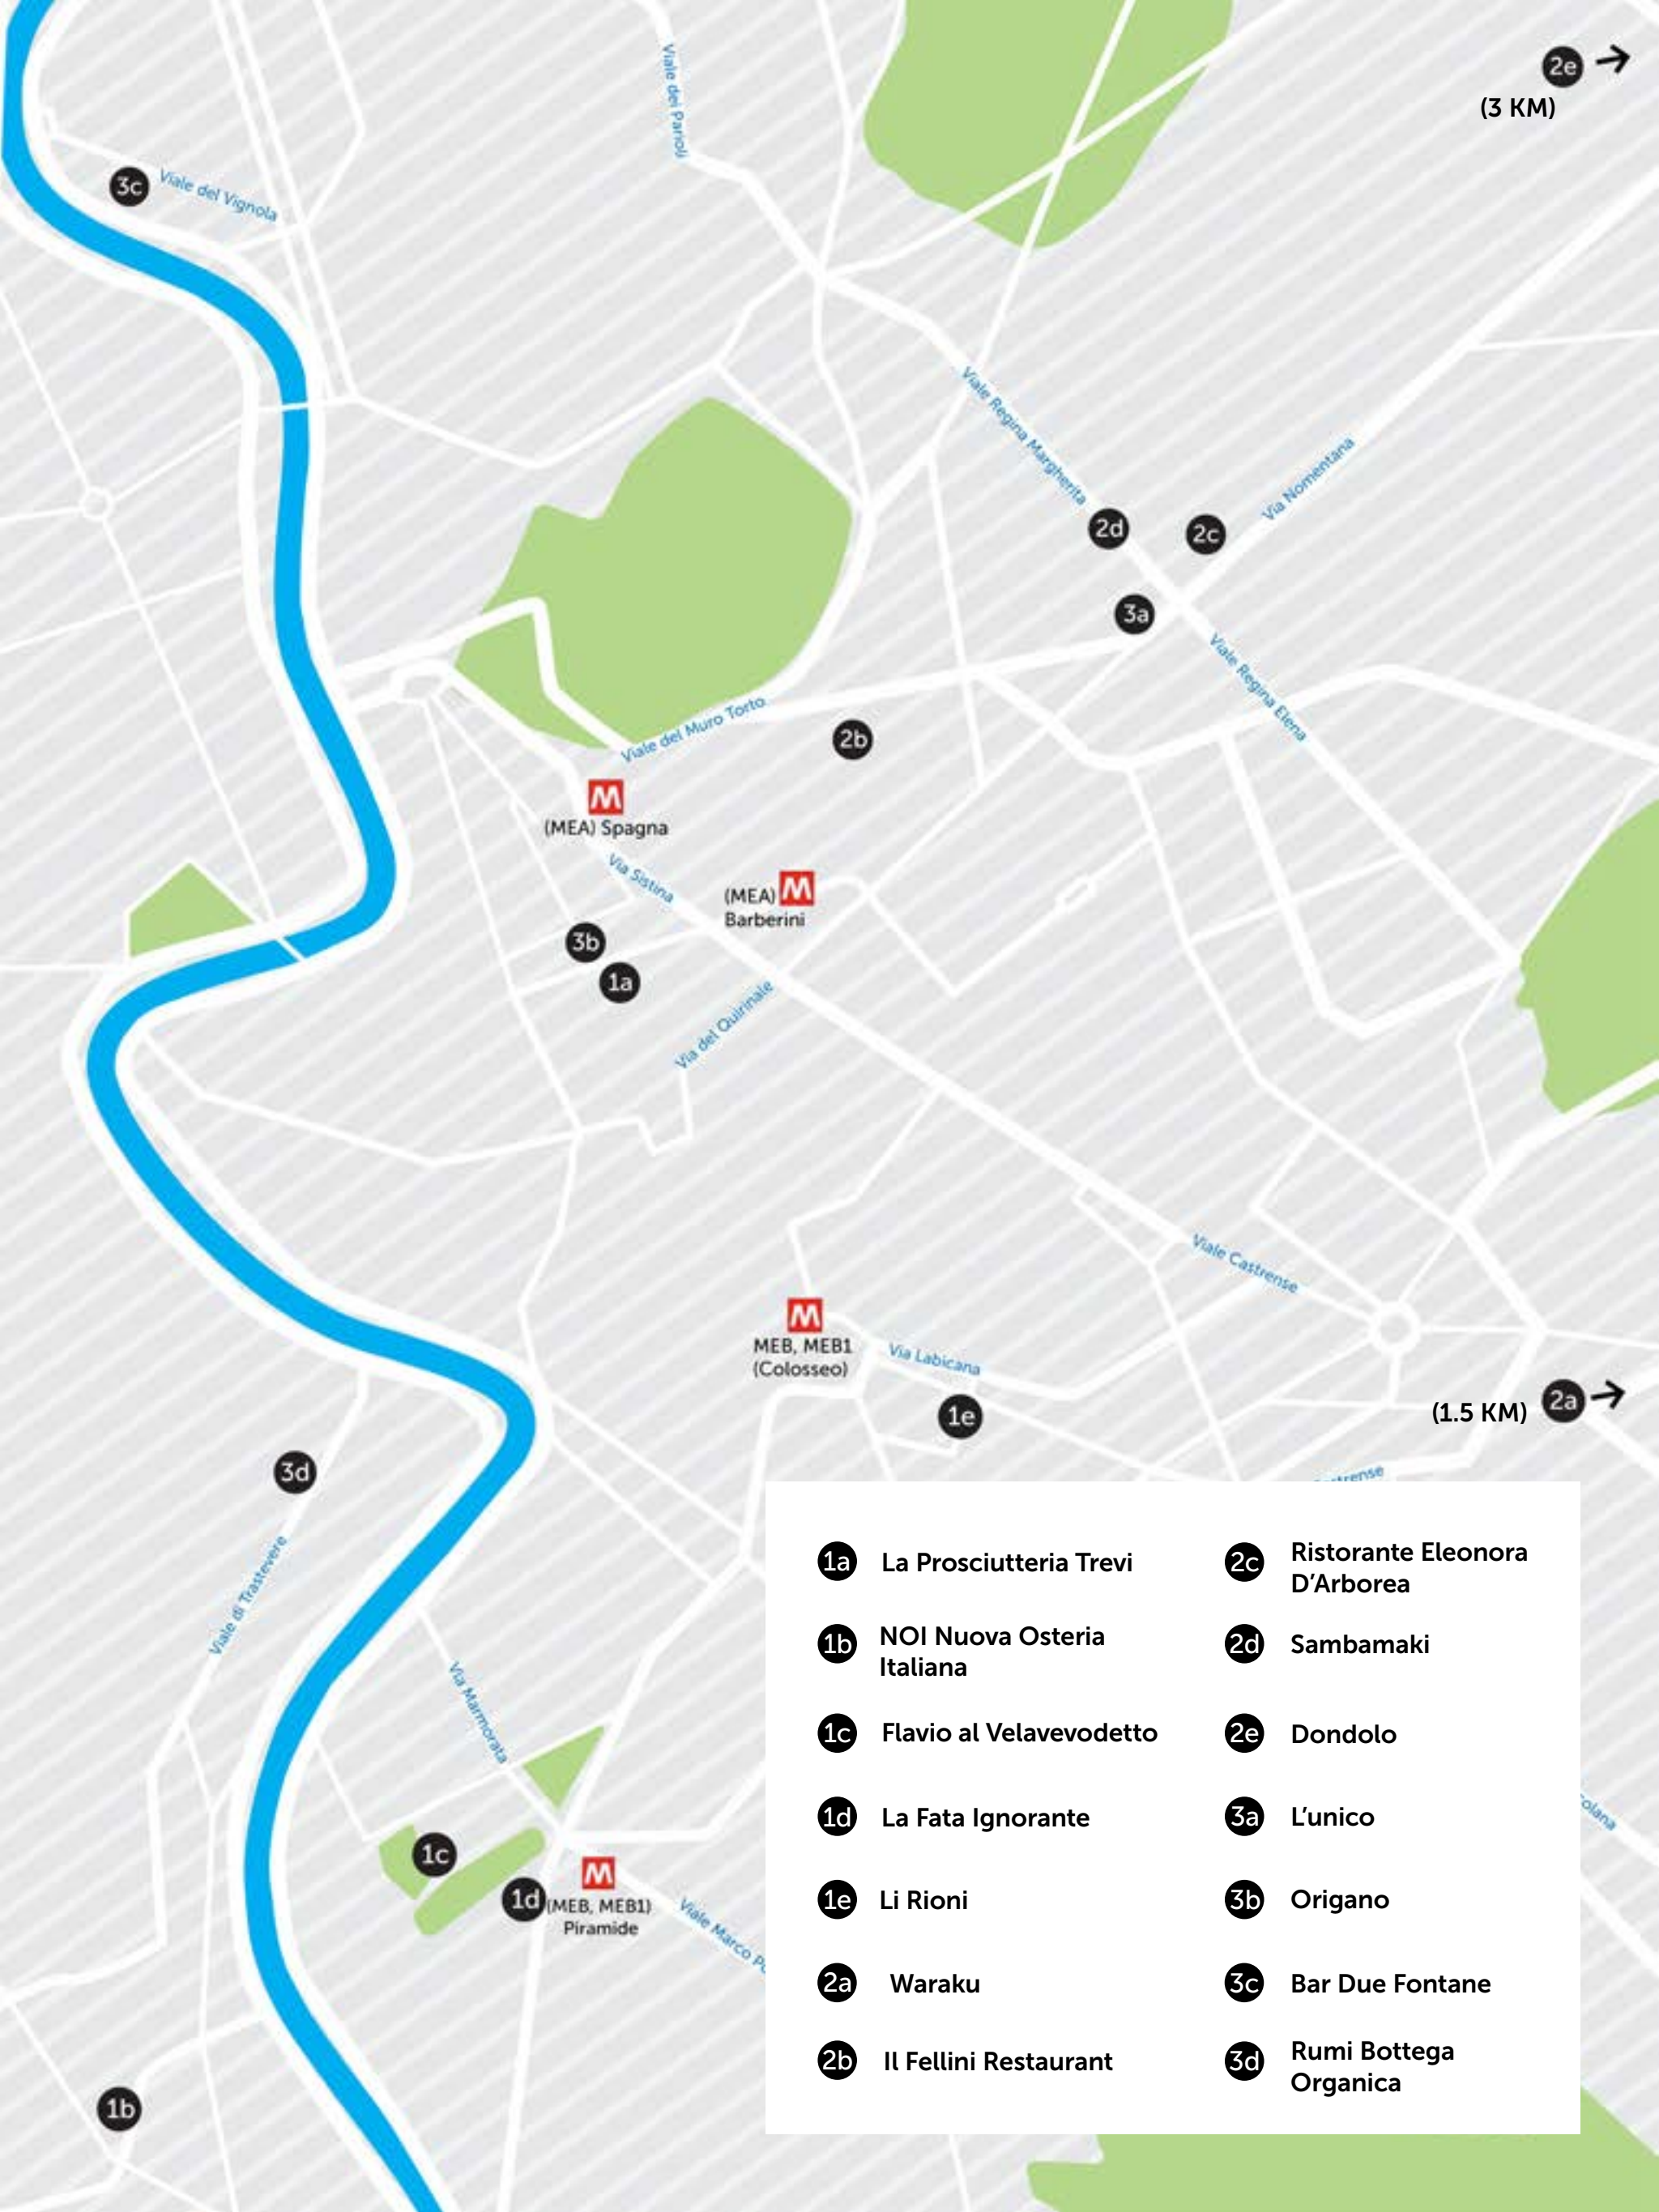 2e
(3 KM)
Viale dei Parioli
3c
Viale del Vignola
Viale Regina Margherita
Via Nomentana
2d
2c
3a
Viale Regina Elena
Viale del Muro Torto
2b
M
(MEA) Spagna
Via Sistina
(MEA) M
Barberini
3b
1a
Via del Quirinale
Viale Castrense
M
MEB, MEB1
(Colosseo)
Via Labicana
1e
(1.5 KM) 2a
3d
Viale di Trastevere
Via Marmorata
1c
1d
M
(MEB, MEB1)
Piramide
Viale Marco
1b
1a La Prosciutteria Trevi
1b NOI Nuova Osteria
Italiana
1c Flavio al Velavevodetto
1d La Fata Ignorante
1e Li Rioni
2a Waraku
2b Il Fellini Restaurant
2c Ristorante Eleonora
D'Arborea
2d Sambamaki
2e Dondolo
3a L'unico
3b Origano
3c Bar Due Fontane
3d Rumi Bottega
Organica